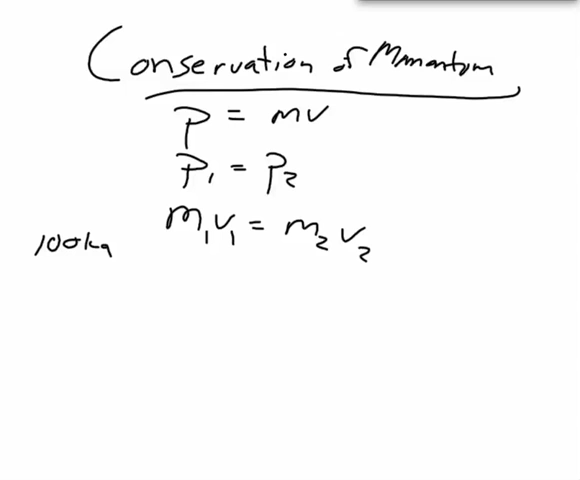 Conservation of Mmentum
P = mv
P₁ = P₂
m₁v₁ = m₂v₂
100kg